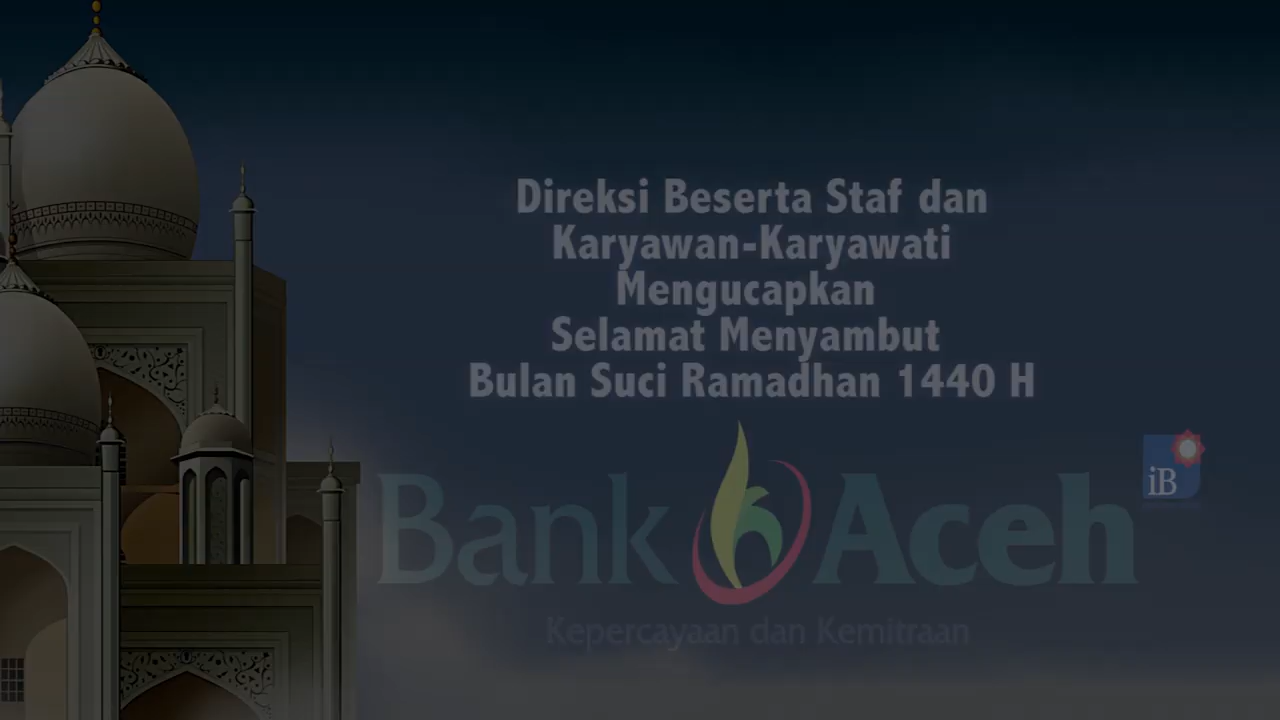 Direksi Beserta Staf dan
Karyawan-Karyawati
Mengucapkan
Selamat Menyambut
Bulan Suci Ramadhan 1440 H
iB
Bank Aceh
Kepercayaan dan Kemitraan